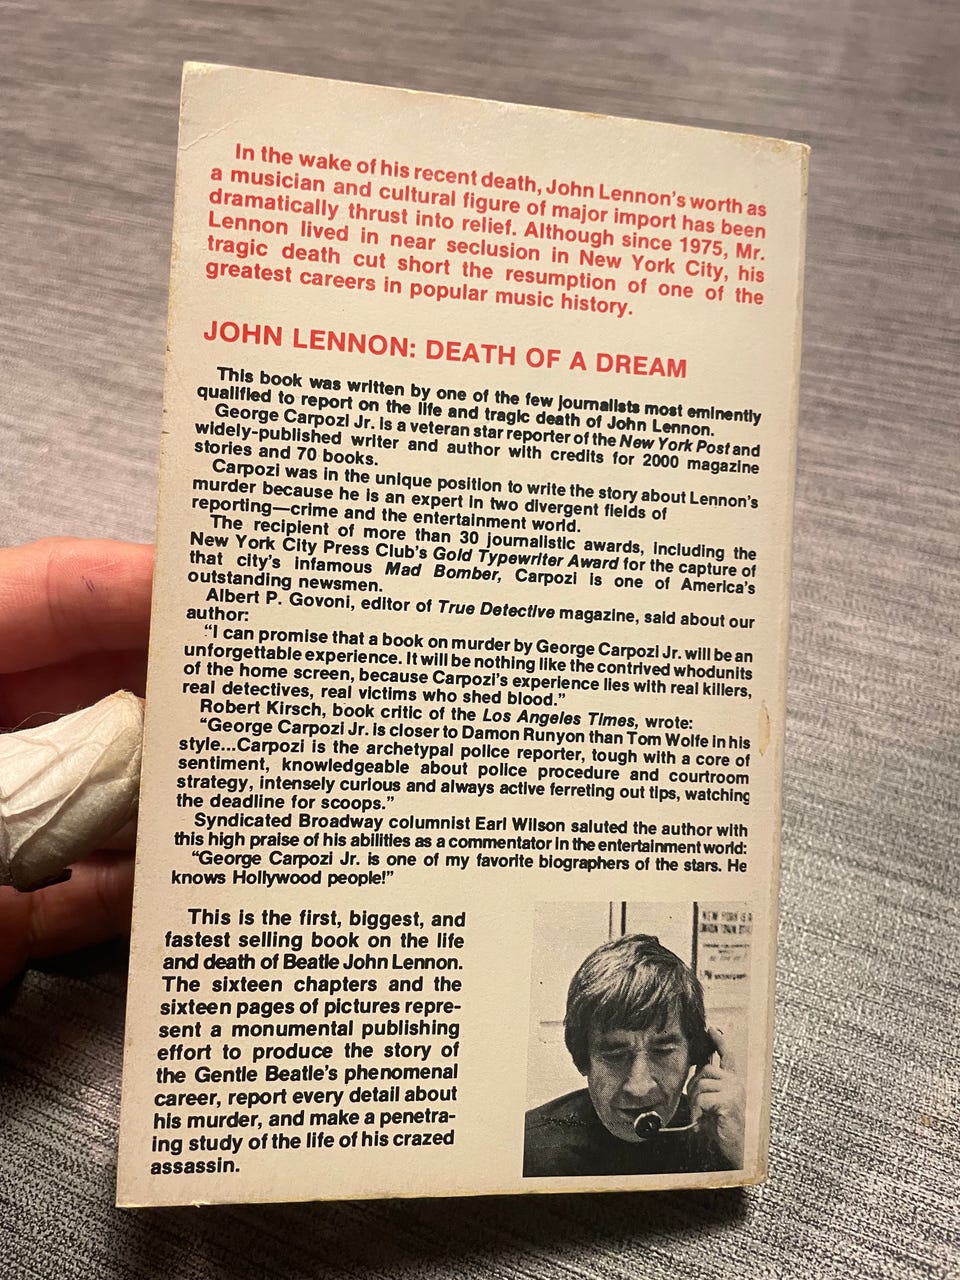 In the wake of his recent death, John Lennon's worth as
a musician and cultural figure of major import has been
dramatically thrust into relief. Although since 1975, Mr.
Lennon lived in near seclusion in New York City, his
tragic death cut short the resumption of one of the
greatest careers in popular music history.
JOHN LENNON: DEATH OF A DREAM
This book was written by one of the few journalists most eminently
qualified to report on the life and tragic death of John Lennon.
George Carpozi Jr. is a veteran star reporter of the New York Post and
widely-published writer and author with credits for 2000 magazine
stories and 70 books.
Carpozi was in the unique position to write the story about Lennon's
murder because he is an expert in two divergent fields of
reporting—crime and the entertainment world.
The recipient of more than 30 journalistic awards, including the
New York City Press Club's Gold Typewriter Award for the capture of
that city's infamous Mad Bomber, Carpozi is one of America's
outstanding newsmen.
Albert P. Govoni, editor of True Detective magazine, said about our
author:
"I can promise that a book on murder by George Carpozi Jr. will be an
unforgettable experience. It will be nothing like the contrived whodunits
of the home screen, because Carpozi's experience lies with real killers,
real detectives, real victims who shed blood."
Robert Kirsch, book critic of the Los Angeles Times, wrote:
"George Carpozi Jr. is closer to Damon Runyon than Tom Wolfe in his
style...Carpozi is the archetypal police reporter, tough with a core of
sentiment, knowledgeable about police procedure and courtroom
strategy, intensely curious and always active ferreting out tips, watching
the deadline for scoops."
Syndicated Broadway columnist Earl Wilson saluted the author with
this high praise of his abilities as a commentator in the entertainment world:
"George Carpozi Jr. is one of my favorite biographers of the stars. He
knows Hollywood people!"
This is the first, biggest, and
fastest selling book on the life
and death of Beatle John Lennon.
The sixteen chapters and the
sixteen pages of pictures repre-
sent a monumental publishing
effort to produce the story of
the Gentle Beatle's phenomenal
career, report every detail about
his murder, and make a penetra-
ing study of the life of his crazed
assassin.
NEW YORK IS A
UNION TOWN